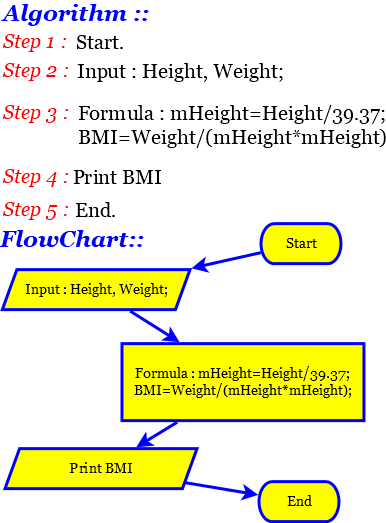 Algorithm ::
Step 1 : Start.
Step 2 : Input : Height, Weight;
Step 3 : Formula : mHeight=Height/39.37;
BMI=Weight/(mHeight*mHeight)
Step 4 : Print BMI
Step 5 : End.
FlowChart::
Start
Input : Height, Weight;
Formula : mHeight=Height/39.37;
BMI=Weight/(mHeight*mHeight);
Print BMI
End